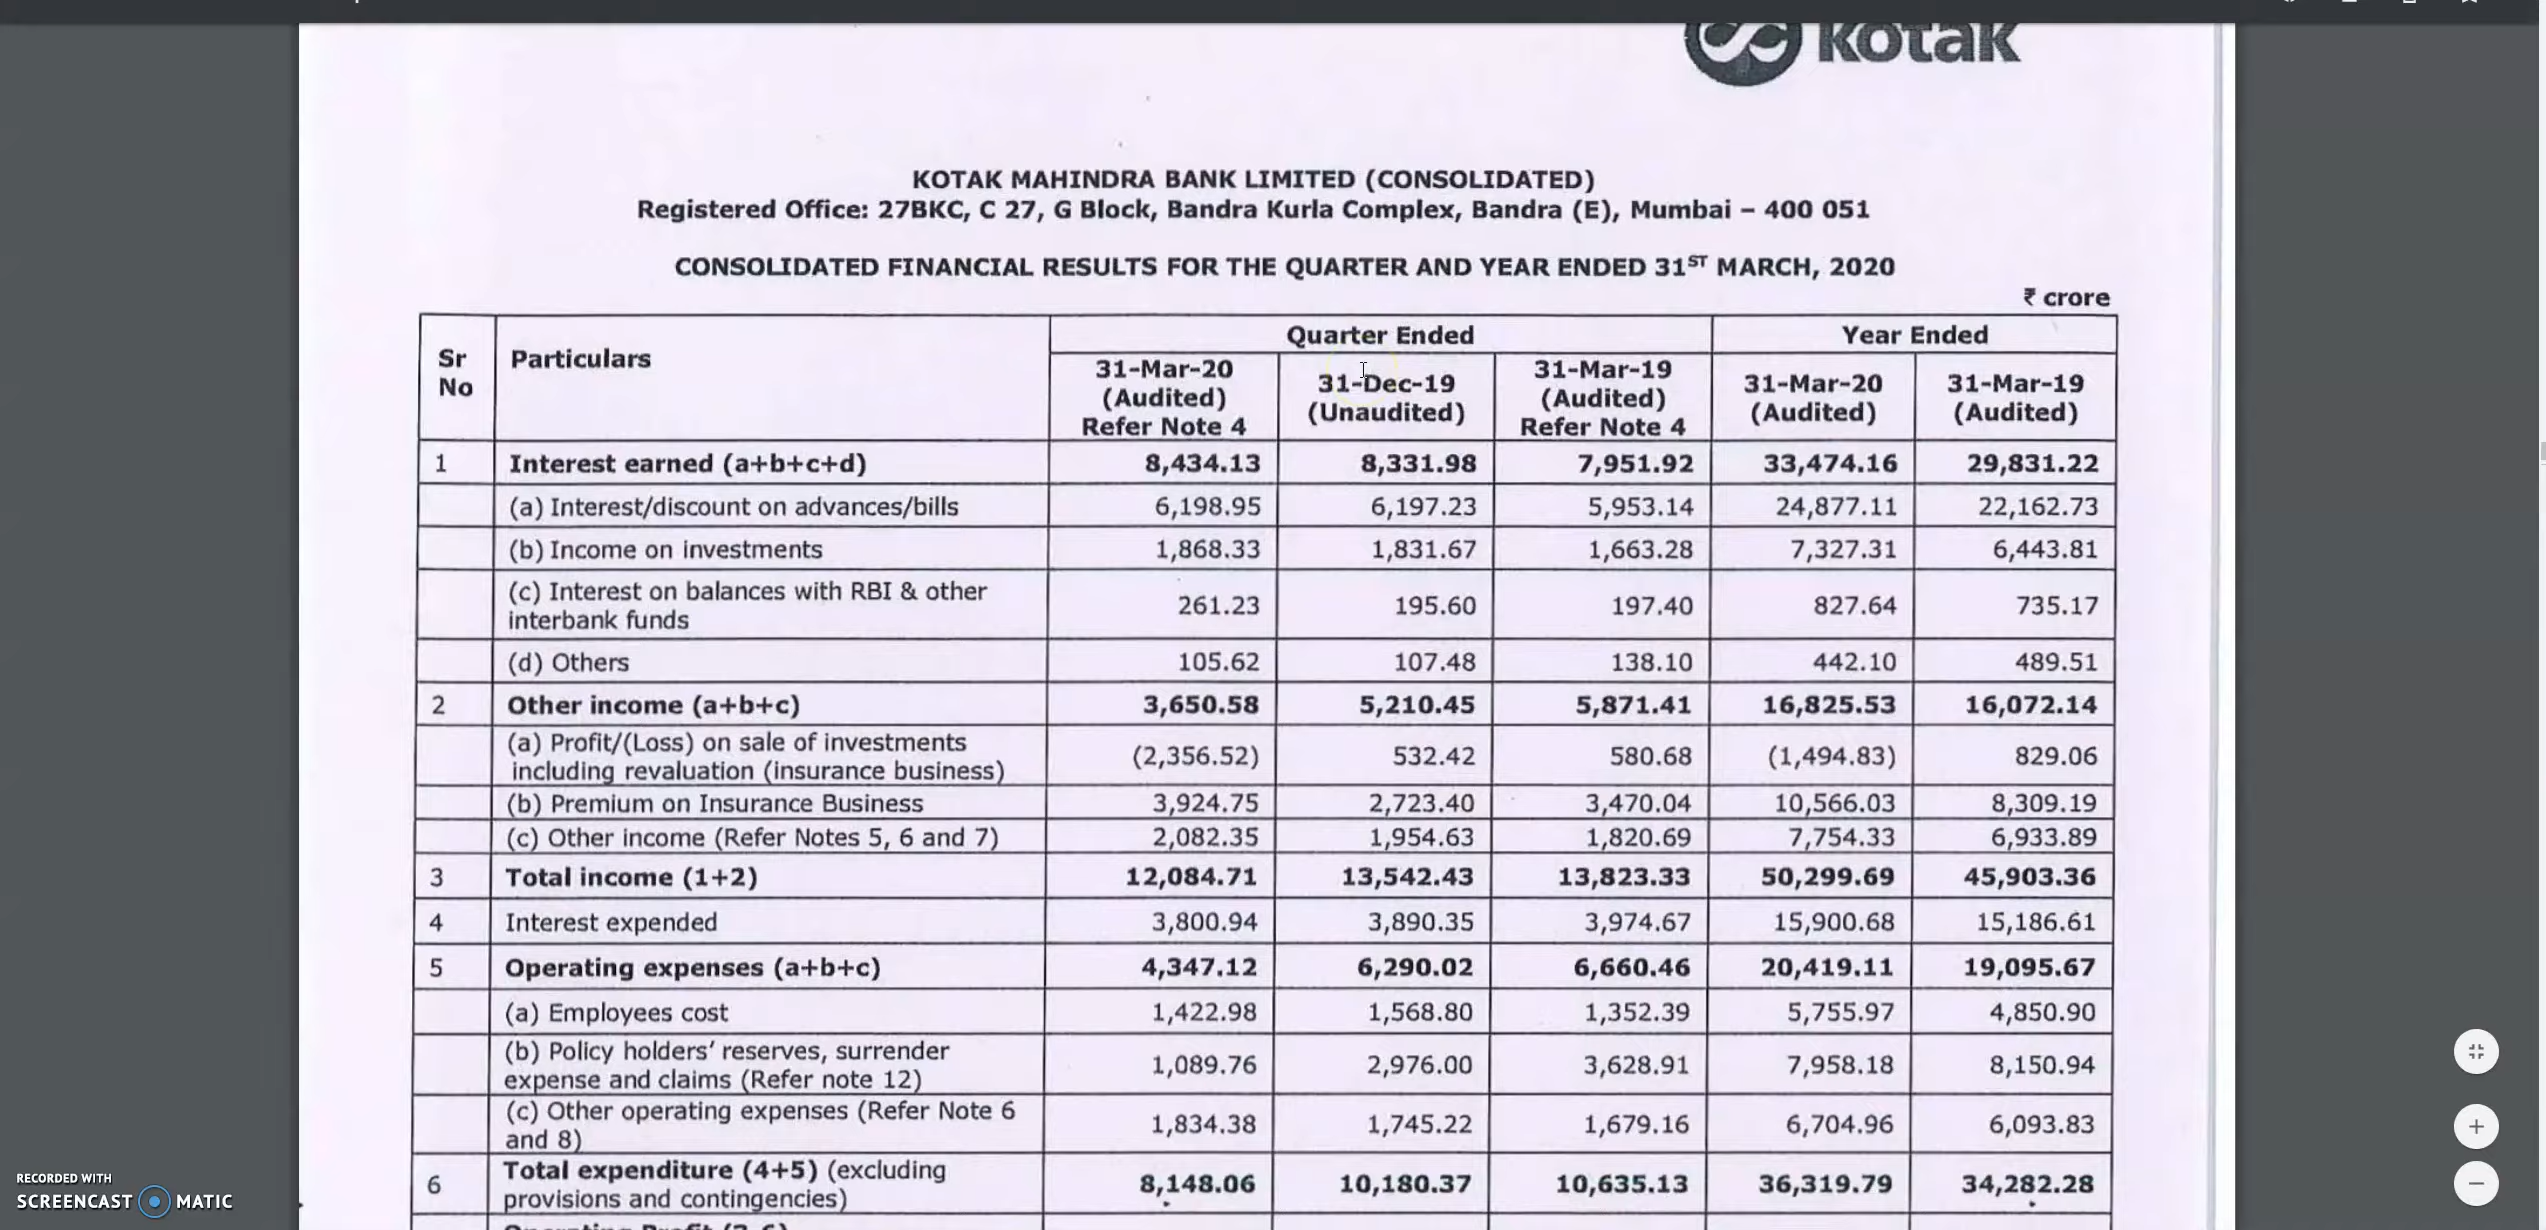 kotak
KOTAK MAHINDRA BANK LIMITED (CONSOLIDATED)
Registered Office: 27BKC, C 27, G Block, Bandra Kurla Complex, Bandra (E), Mumbai – 400 051
CONSOLIDATED FINANCIAL RESULTS FOR THE QUARTER AND YEAR ENDED 31ST MARCH, 2020
₹ crore
Sr No Particulars Quarter Ended Year Ended
31-Mar-20 (Audited) Refer Note 4 31-Dec-19 (Unaudited) 31-Mar-19 (Audited) Refer Note 4 31-Mar-20 (Audited) 31-Mar-19 (Audited)
1 Interest earned (a+b+c+d) 8,434.13 8,331.98 7,951.92 33,474.16 29,831.22
(a) Interest/discount on advances/bills 6,198.95 6,197.23 5,953.14 24,877.11 22,162.73
(b) Income on investments 1,868.33 1,831.67 1,663.28 7,327.31 6,443.81
(c) Interest on balances with RBI & other
interbank funds 261.23 195.60 197.40 827.64 735.17
(d) Others 105.62 107.48 138.10 442.10 489.51
2 Other income (a+b+c) 3,650.58 5,210.45 5,871.41 16,825.53 16,072.14
(a) Profit/(Loss) on sale of investments
including revaluation (insurance business) (2,356.52) 532.42 580.68 (1,494.83) 829.06
(b) Premium on Insurance Business 3,924.75 2,723.40 3,470.04 10,566.03 8,309.19
(c) Other income (Refer Notes 5, 6 and 7) 2,082.35 1,954.63 1,820.69 7,754.33 6,933.89
3 Total income (1+2) 12,084.71 13,542.43 13,823.33 50,299.69 45,903.36
4 Interest expended 3,800.94 3,890.35 3,974.67 15,900.68 15,186.61
5 Operating expenses (a+b+c) 4,347.12 6,290.02 6,660.46 20,419.11 19,095.67
(a) Employees cost 1,422.98 1,568.80 1,352.39 5,755.97 4,850.90
(b) Policy holders' reserves, surrender
expense and claims (Refer note 12) 1,089.76 2,976.00 3,628.91 7,958.18 8,150.94
(c) Other operating expenses (Refer Note 6
and 8) 1,834.38 1,745.22 1,679.16 6,704.96 6,093.83
6 Total expenditure (4+5) (excluding
provisions and contingencies) 8,148.06 10,180.37 10,635.13 36,319.79 34,282.28
RECORDED WITH
SCREENCAST MATIC